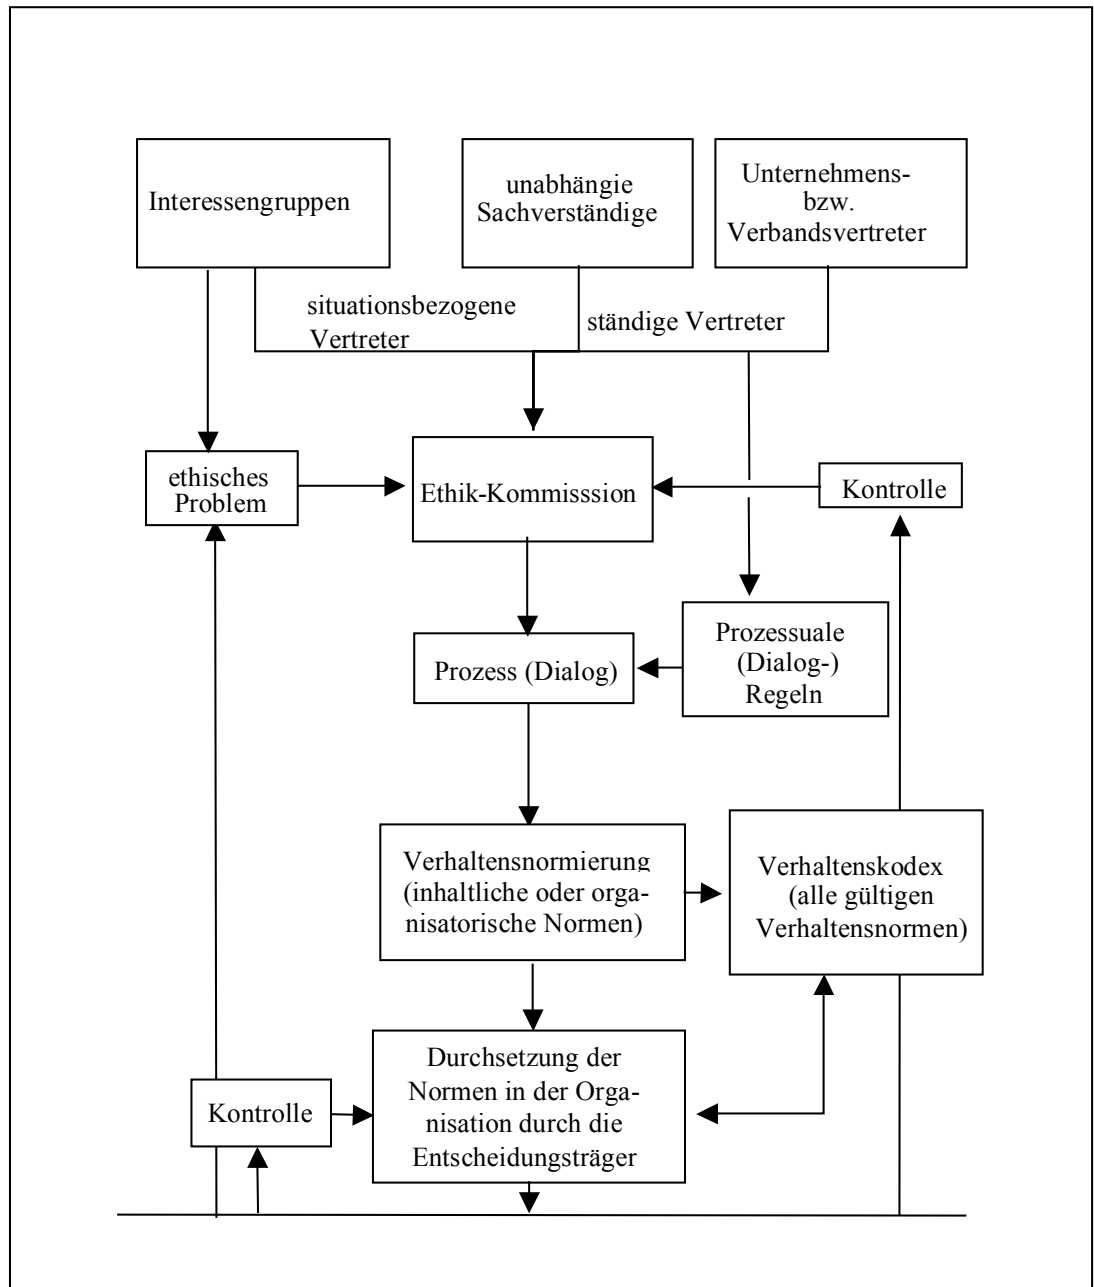 Interessengruppen
unabhängie
Sachverständige
Unternehmens-
bzw.
Verbandsvertreter
situationsbezogene
Vertreter
ständige Vertreter
ethisches
Problem
Ethik-Kommisssion
Kontrolle
Prozess (Dialog)
Prozessuale
(Dialog-)
Regeln
Verhaltensnormierung
(inhaltliche oder orga-
nisatorische Normen)
Verhaltenskodex
(alle gültigen
Verhaltensnormen)
Kontrolle
Durchsetzung der
Normen in der Orga-
nisation durch die
Entscheidungsträger